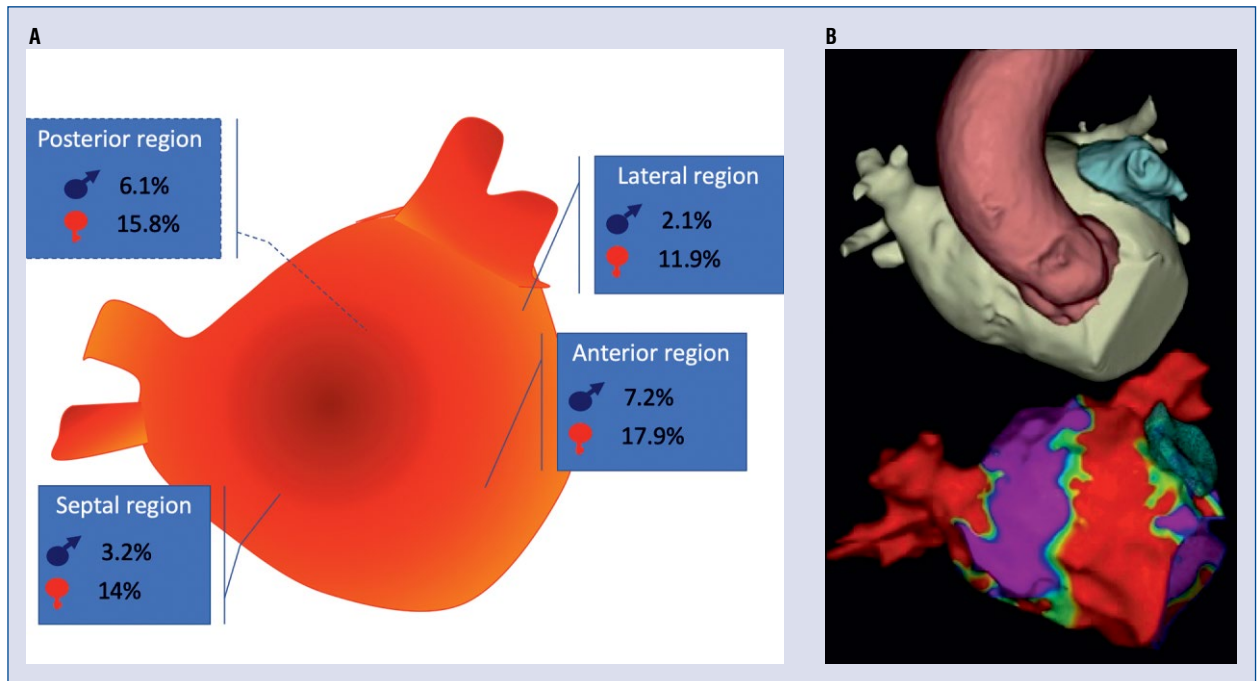 A
B
Posterior region
6.1%
15.8%
Lateral region
2.1%
11.9%
Anterior region
7.2%
17.9%
Septal region
3.2%
14%